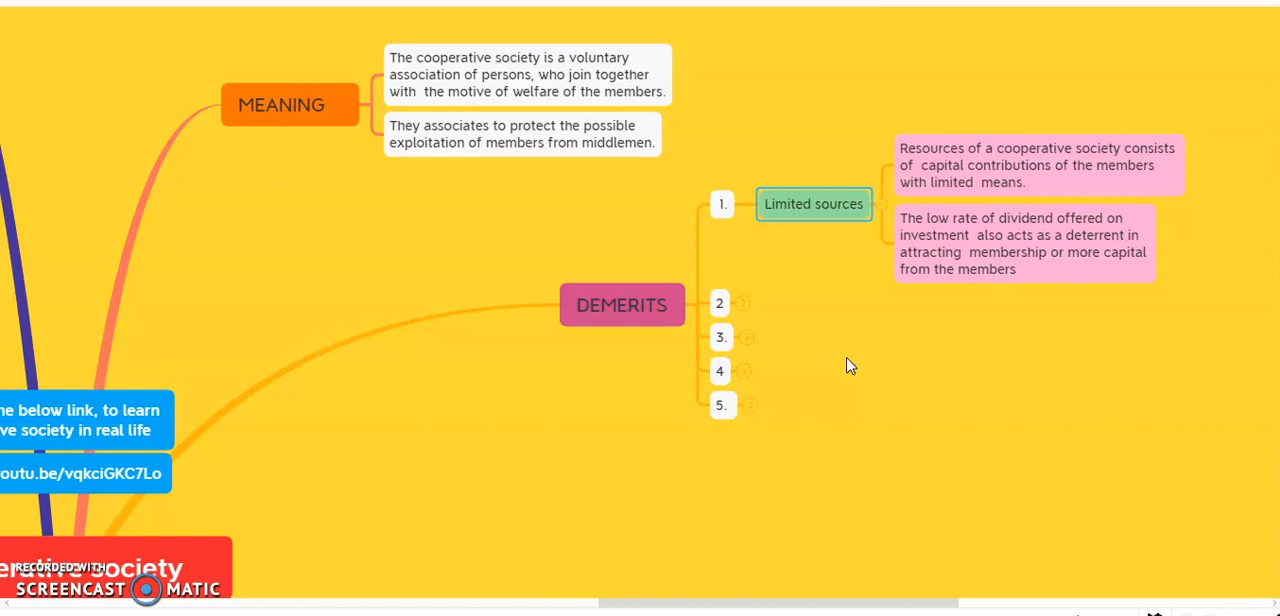 MEANING
The cooperative society is a voluntary
association of persons, who join together
with the motive of welfare of the members.
They associates to protect the possible
exploitation of members from middlemen.
DEMERITS
1.
Limited sources
Resources of a cooperative society consists
of capital contributions of the members
with limited means.
The low rate of dividend offered on
investment also acts as a deterrent in
attracting membership or more capital
from the members
2
3.
4
5.
ne below link, to learn
ve society in real life
outu.be/vqkciGKC7Lo
erative society
RECORDED WITH
SCREENCAST MATIC